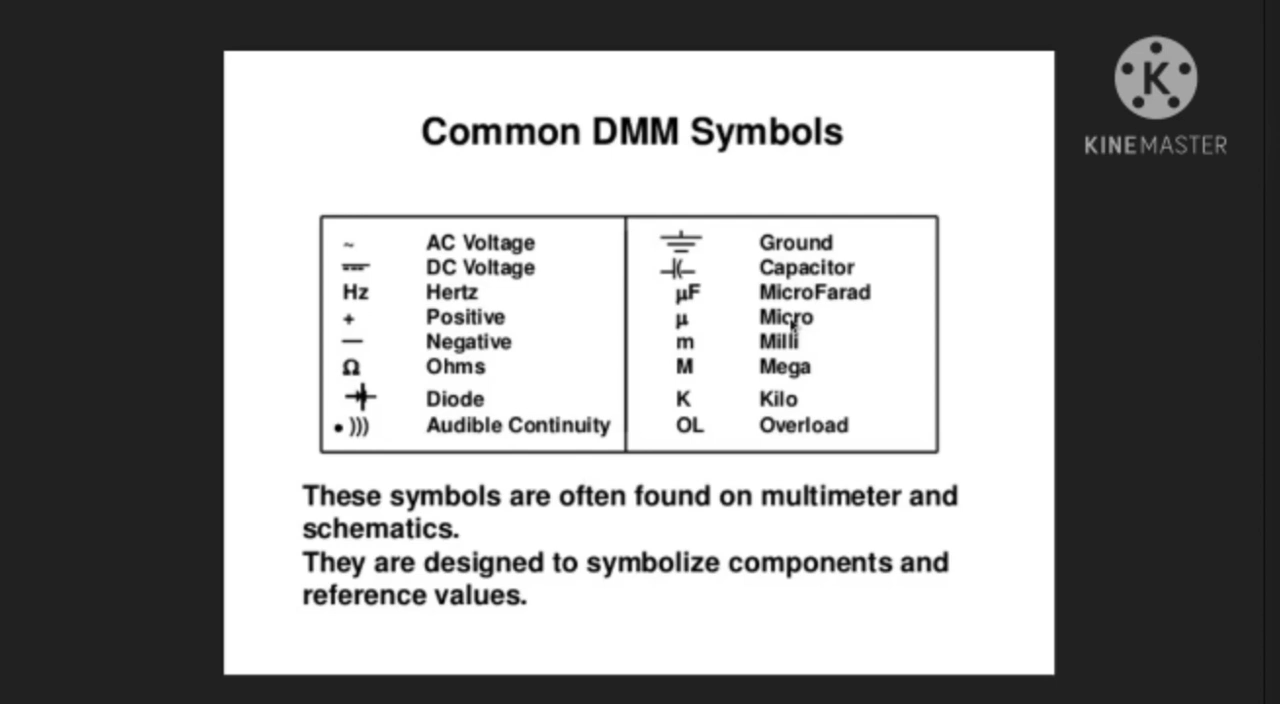 Common DMM Symbols
KINEMASTER
~ AC Voltage
DC Voltage
Hz Hertz
+ Positive
— Negative
Ω Ohms
Diode
• ))) Audible Continuity
Ground
Capacitor
µF MicroFarad
µ Micro
m Milli
M Mega
K Kilo
OL Overload
These symbols are often found on multimeter and
schematics.
They are designed to symbolize components and
reference values.